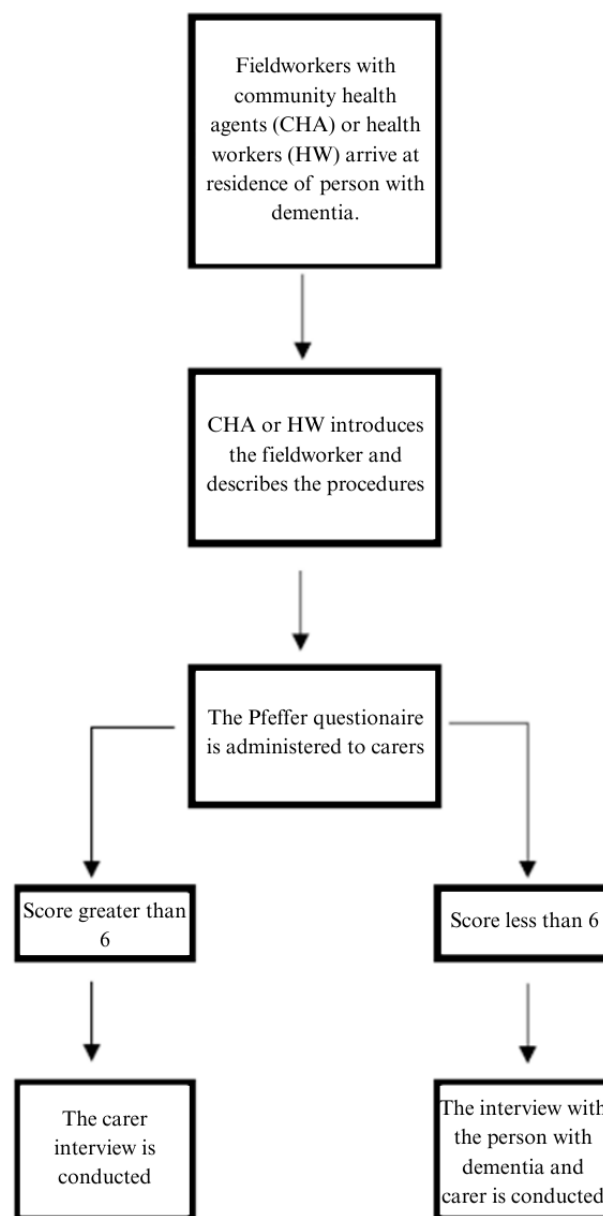 Fieldworkers with
community health
agents (CHA) or health
workers (HW) arrive at
residence of person with
dementia.
CHA or HW introduces
the fieldworker and
describes the procedures
The Pfeffer questionaire
is administered to carers
Score greater than
6
Score less than 6
The carer
interview is
conducted
The interview with
the person with
dementia and
carer is conducted